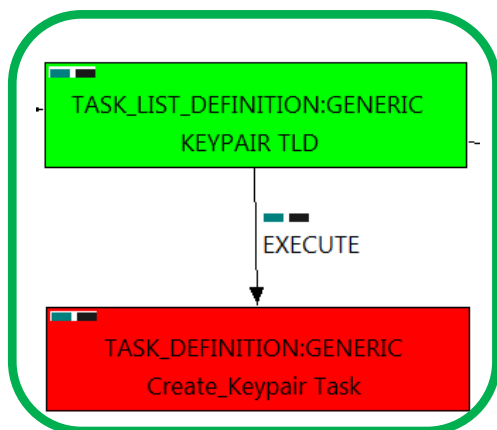 TASK_LIST_DEFINITION:GENERIC
KEYPAIR TLD
EXECUTE
TASK_DEFINITION:GENERIC
Create_Keypair Task